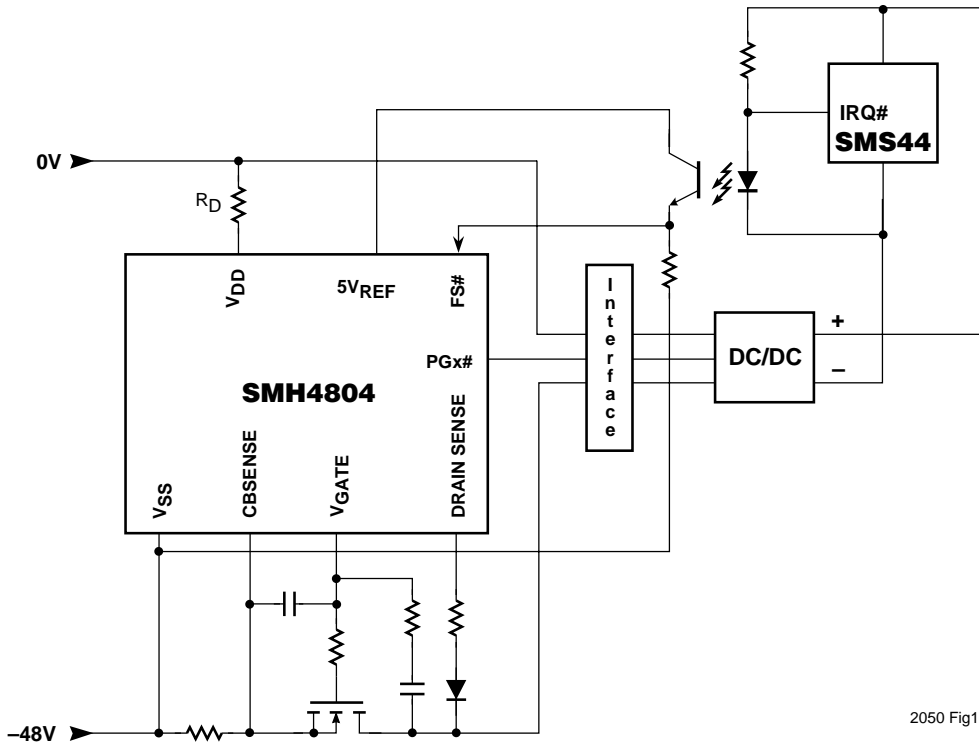 IRQ#
SMS44
0V
RD
VDD
5VREF
FS#
Interface
+
PGx#
DC/DC
–
SMH4804
VSS
CBSENSE
VGATE
DRAIN SENSE
–48V
2050 Fig1